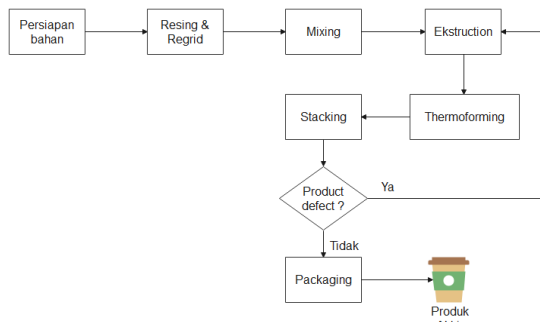 Persiapan
bahan
Resing &
Regrid
Mixing
Ekstruction
Stacking
Thermoforming
Product
defect ?
Ya
Tidak
Packaging
Produk